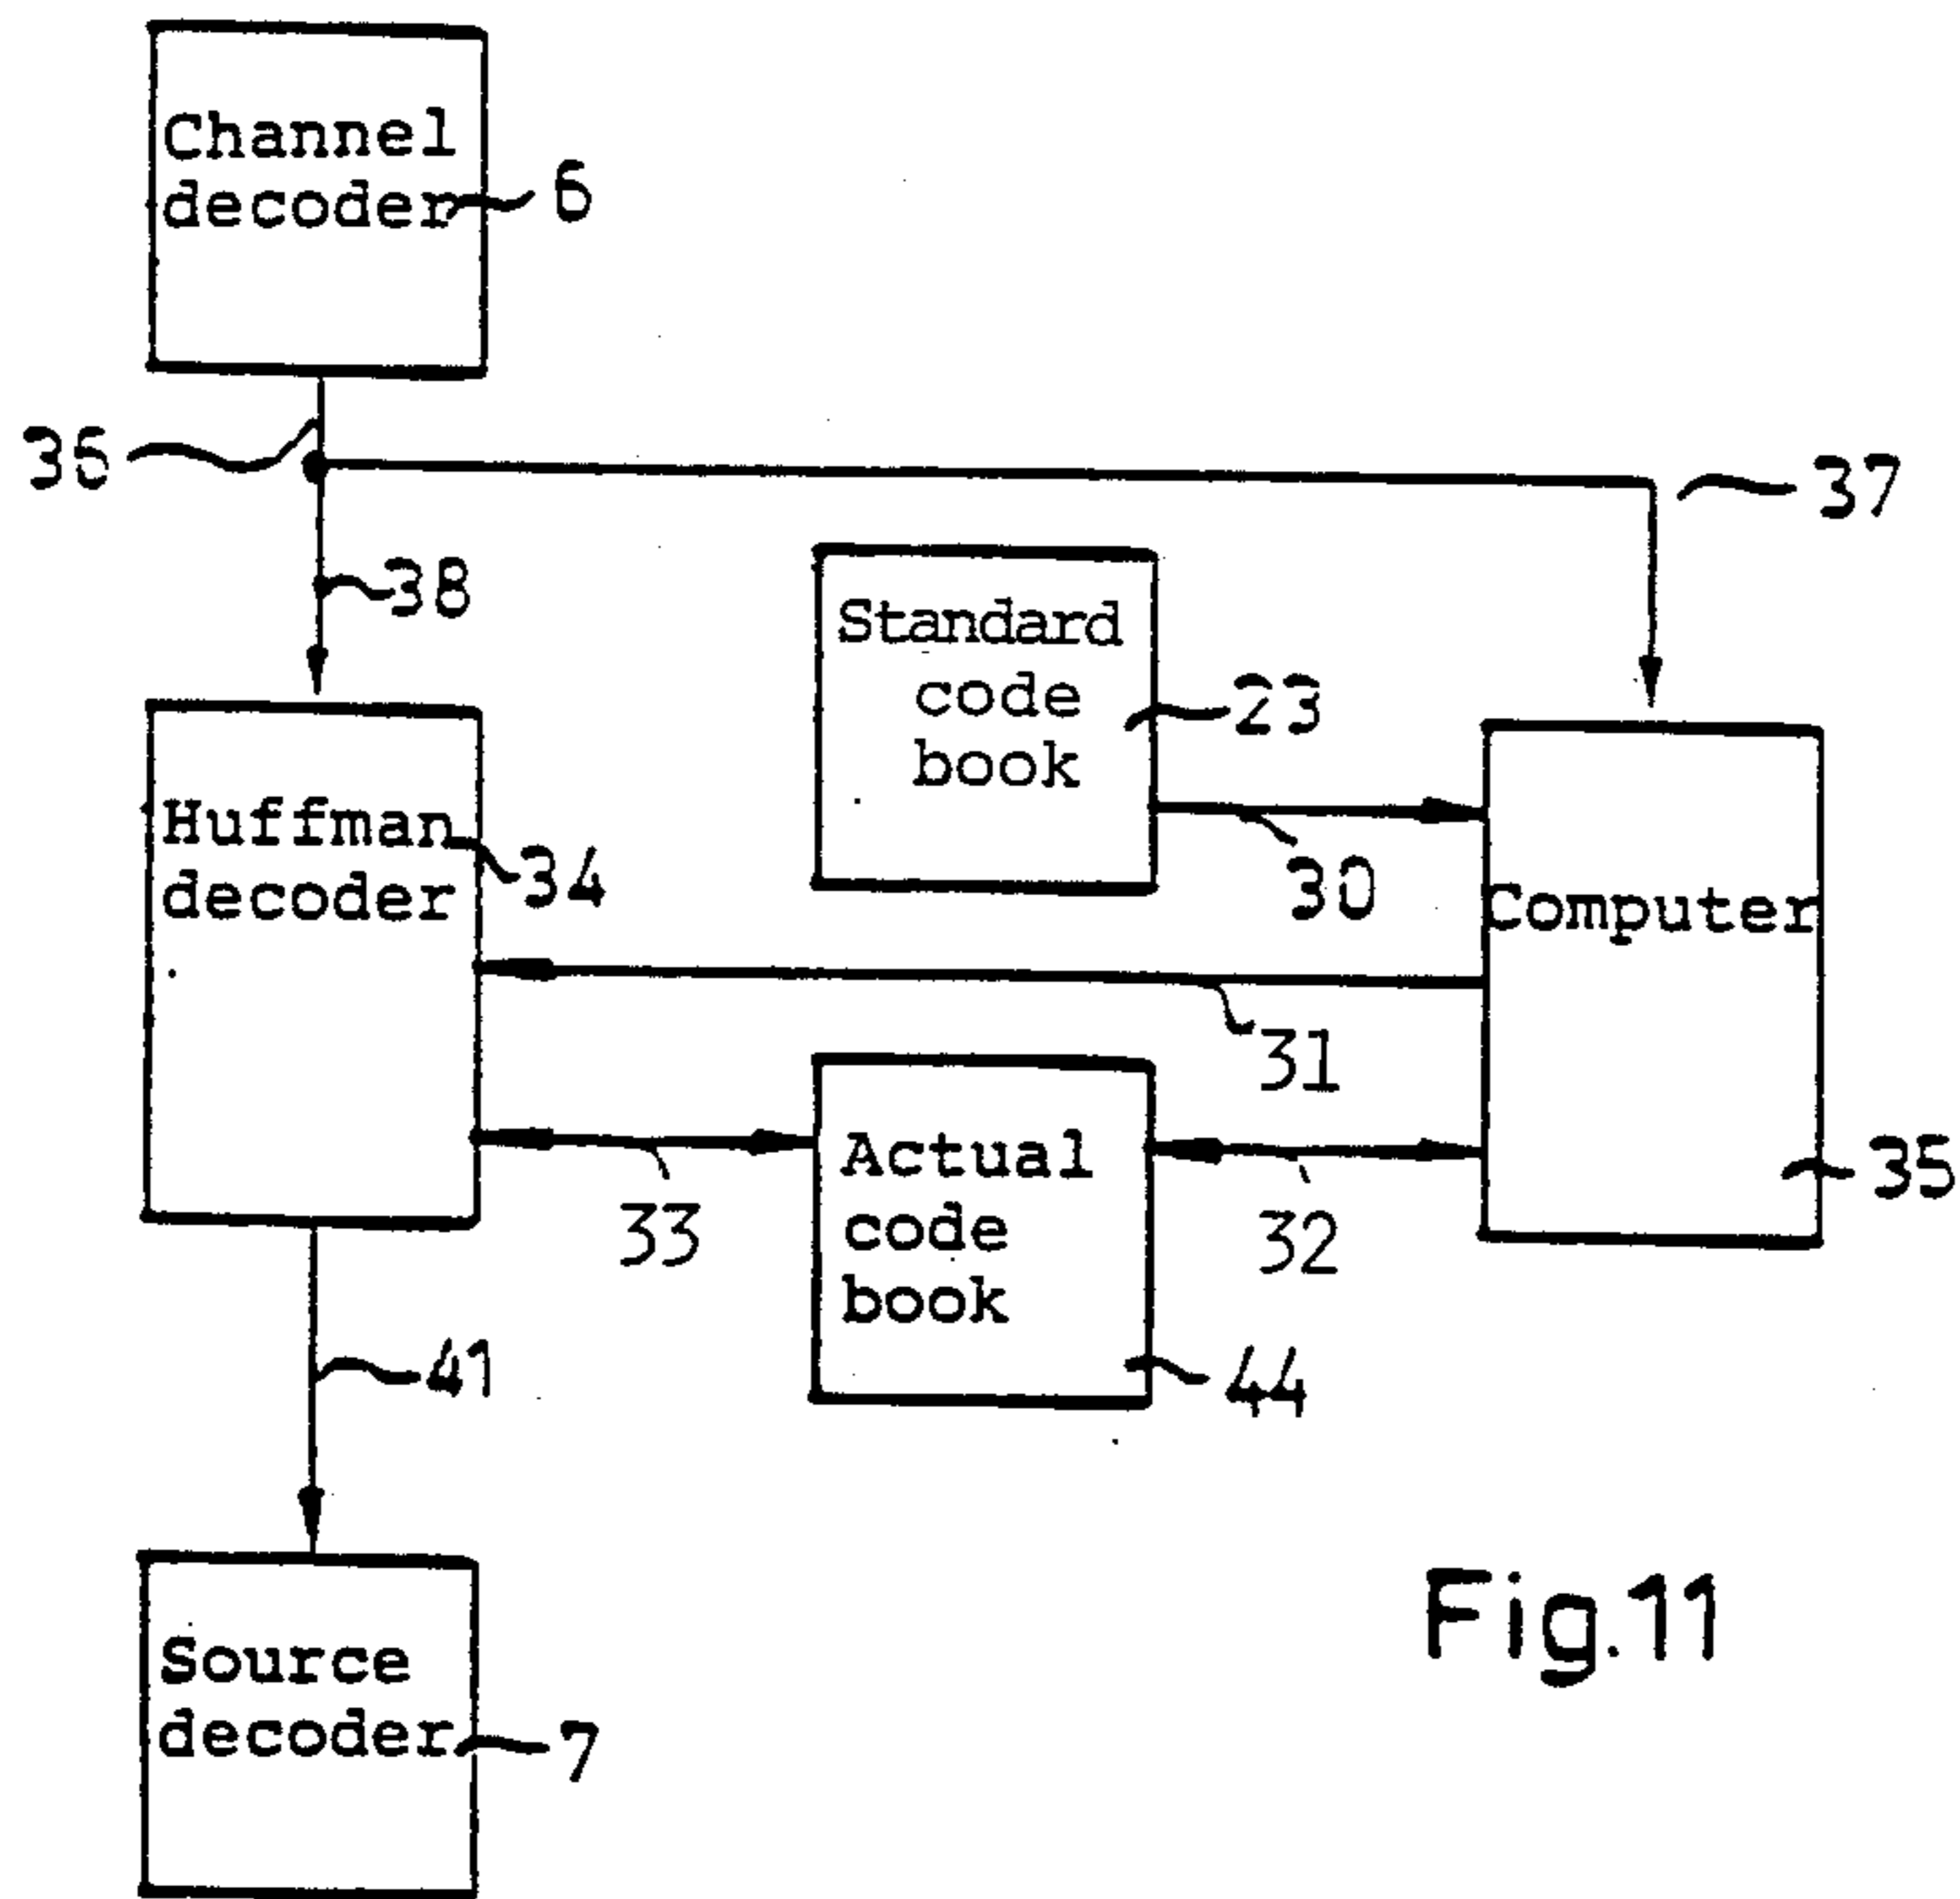 Channel
decoder
6
36
37
38
Standard
code
book
23
Huffman
decoder
34
30
Computer
31
Actual
code
book
33
32
35
44
41
Source
decoder
7
Fig.11